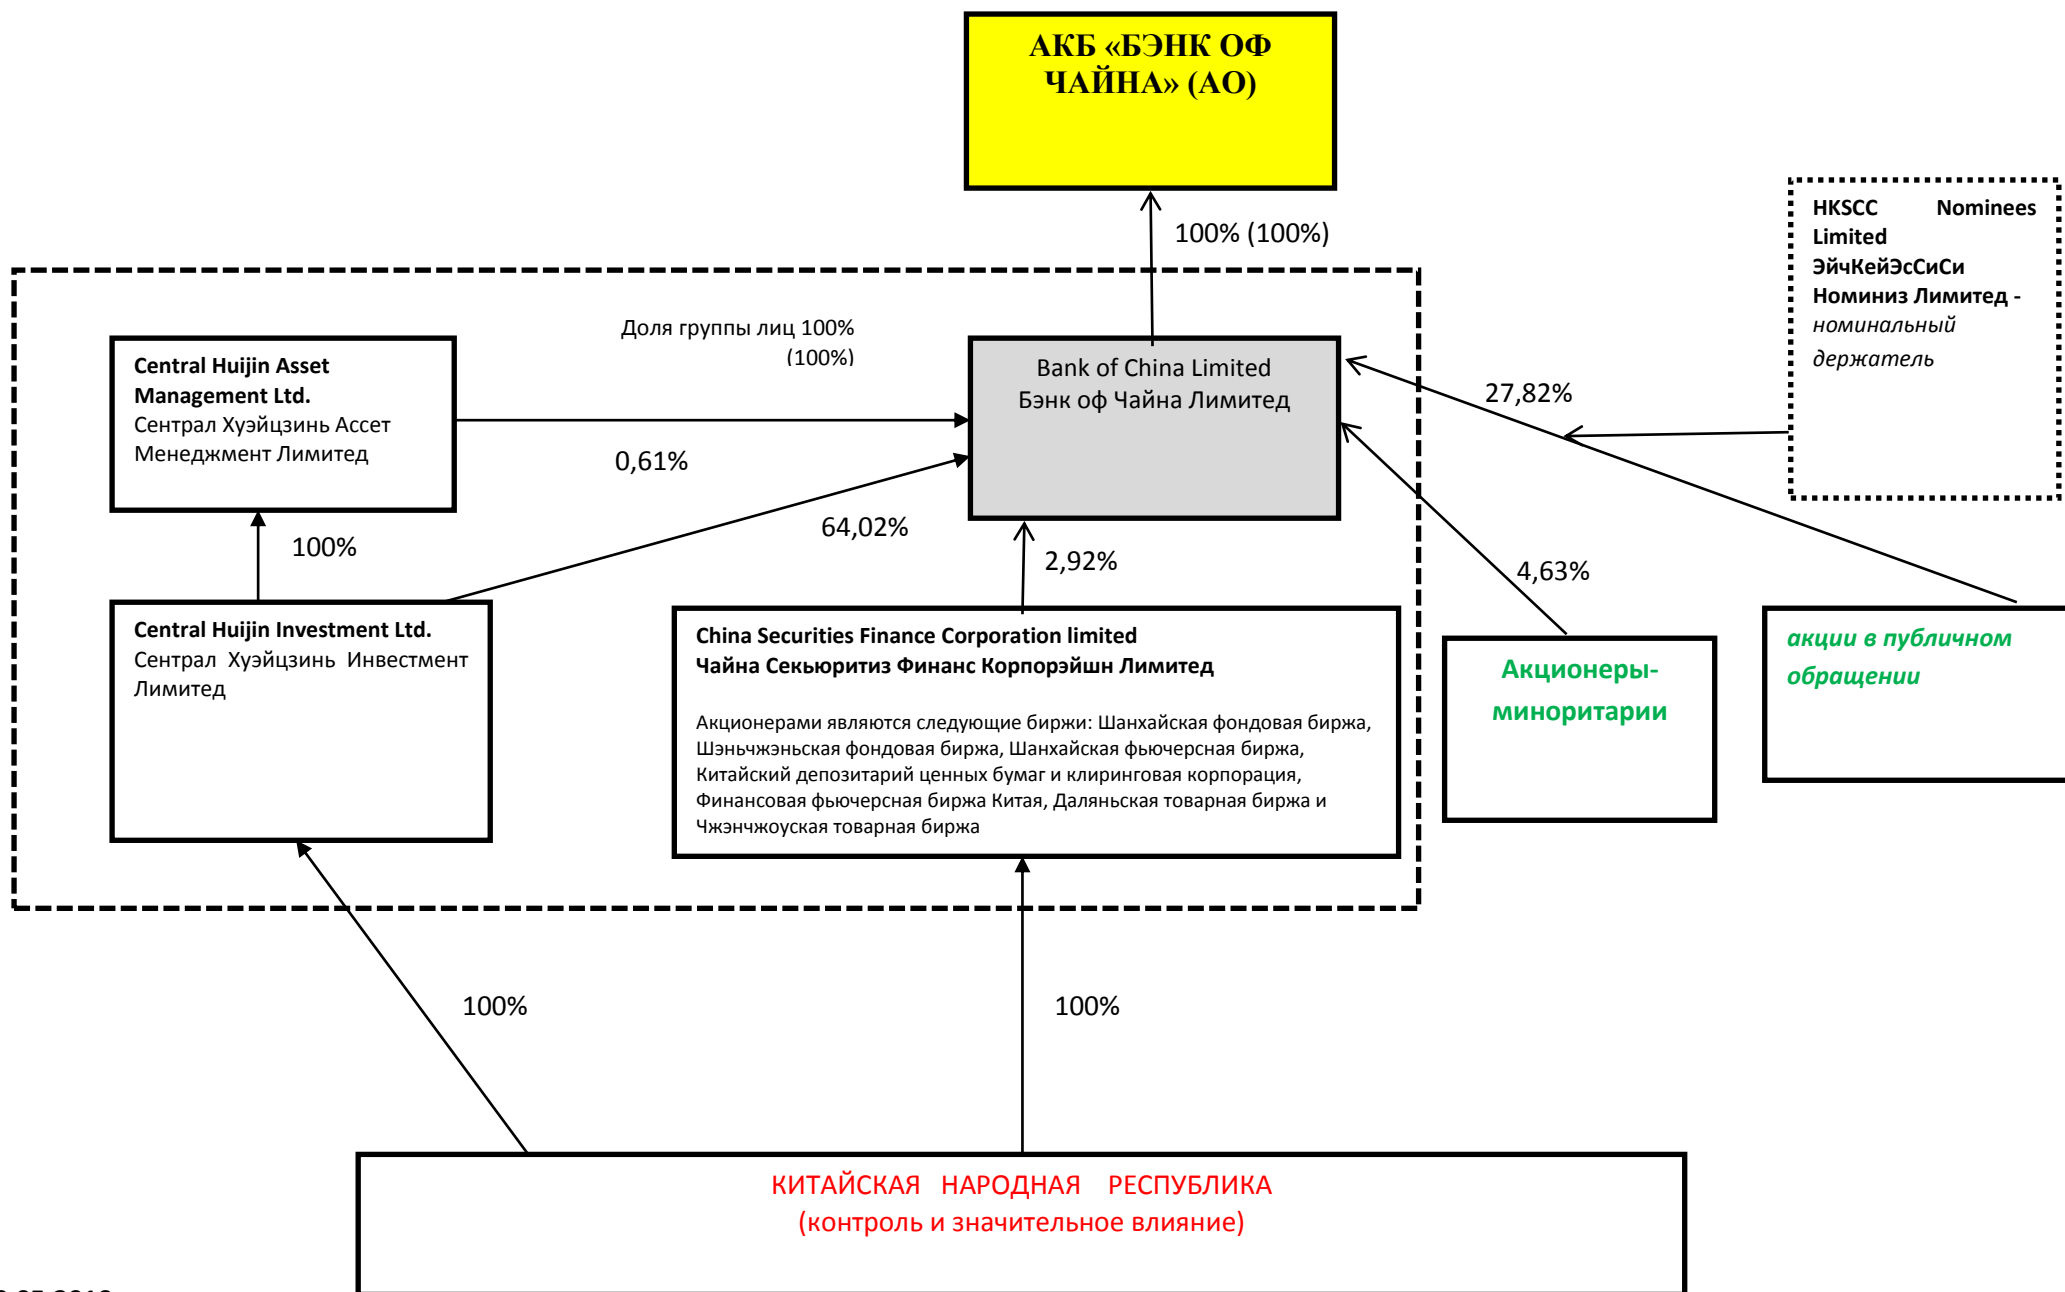 АКБ «БЭНК ОФ
ЧАЙНА» (АО)
100% (100%)
HKSCC Nominees
Limited
ЭйчКейЭсСиСи
Номиниз Лимитед -
номинальный
держатель
Доля группы лиц 100%
(100%)
Central Huijin Asset
Management Ltd.
Сентрал Хуэйцзинь Ассет
Менеджмент Лимитед
Bank of China Limited
Бэнк оф Чайна Лимитед
27,82%
0,61%
64,02%
100%
2,92%
4,63%
Central Huijin Investment Ltd.
Сентрал Хуэйцзинь Инвестмент
Лимитед
China Securities Finance Corporation limited
Чайна Секьюритиз Финанс Корпорэйшн Лимитед
Акционерами являются следующие биржи: Шанхайская фондовая биржа,
Шэньчжэньская фондовая биржа, Шанхайская фьючерсная биржа,
Китайский депозитарий ценных бумаг и клиринговая корпорация,
Финансовая фьючерсная биржа Китая, Даляньская товарная биржа и
Чжэнчжоуская товарная биржа
Акционеры-
миноритарии
акции в публичном
обращении
100%
100%
КИТАЙСКАЯ НАРОДНАЯ РЕСПУБЛИКА
(контроль и значительное влияние)